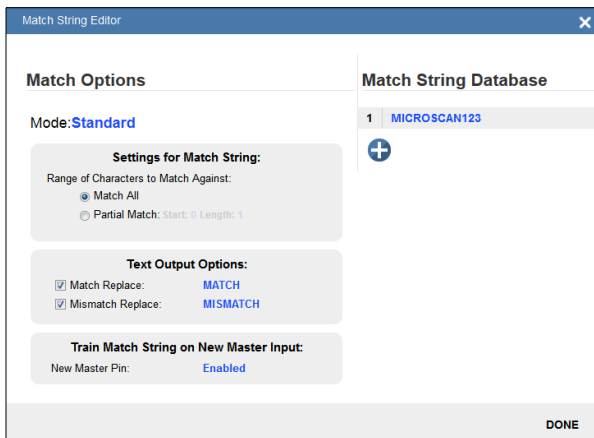 Match String Editor
Match Options
Mode:Standard
Settings for Match String:
Range of Characters to Match Against:
Match All
Partial Match: Start: 0 Length: 1
Text Output Options:
Match Replace: MATCH
Mismatch Replace: MISMATCH
Train Match String on New Master Input:
New Master Pin: Enabled
Match String Database
1 MICROSCAN123
DONE